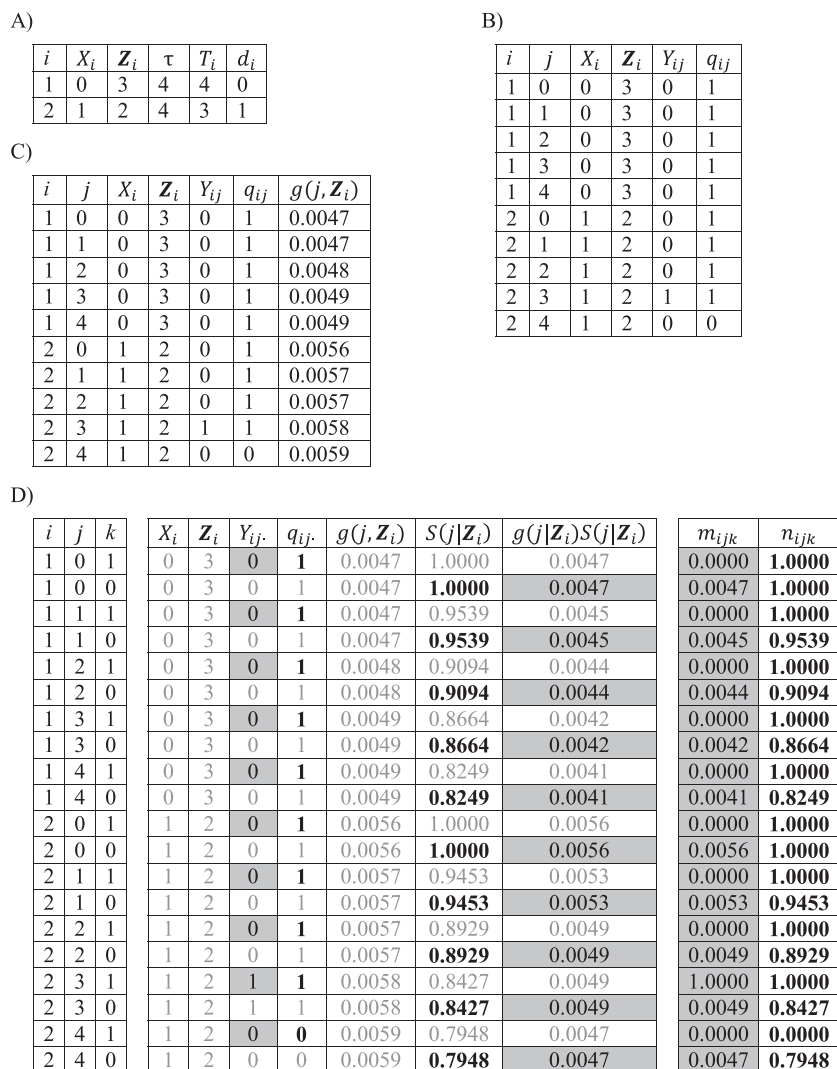 A)
i X_i Z_i τ T_i d_i
1 0 3 4 4 0
2 1 2 4 3 1
B)
i j X_i Z_i Y_ij q_ij
1 0 0 3 0 1
1 1 0 3 0 1
1 2 0 3 0 1
1 3 0 3 0 1
1 4 0 3 0 1
2 0 1 2 0 1
2 1 1 2 0 1
2 2 1 2 0 1
2 3 1 2 1 1
2 4 1 2 0 0
C)
i j X_i Z_i Y_ij q_ij g(j, Z_i)
1 0 0 3 0 1 0.0047
1 1 0 3 0 1 0.0047
1 2 0 3 0 1 0.0048
1 3 0 3 0 1 0.0049
1 4 0 3 0 1 0.0049
2 0 1 2 0 1 0.0056
2 1 1 2 0 1 0.0057
2 2 1 2 0 1 0.0057
2 3 1 2 1 1 0.0058
2 4 1 2 0 0 0.0059
D)
i j k X_i Z_i Y_ij. q_ij. g(j, Z_i) S(j|Z_i) g(j|Z_i)S(j|Z_i) m_ijk n_ijk
1 0 1 0 3 0 1 0.0047 1.0000 0.0047 0.0000 1.0000
1 0 0 0 3 0 1 0.0047 1.0000 0.0047 0.0047 1.0000
1 1 1 0 3 0 1 0.0047 0.9539 0.0045 0.0000 1.0000
1 1 0 0 3 0 1 0.0047 0.9539 0.0045 0.0045 0.9539
1 2 1 0 3 0 1 0.0048 0.9094 0.0044 0.0000 1.0000
1 2 0 0 3 0 1 0.0048 0.9094 0.0044 0.0044 0.9094
1 3 1 0 3 0 1 0.0049 0.8664 0.0042 0.0000 1.0000
1 3 0 0 3 0 1 0.0049 0.8664 0.0042 0.0042 0.8664
1 4 1 0 3 0 1 0.0049 0.8249 0.0041 0.0000 1.0000
1 4 0 0 3 0 1 0.0049 0.8249 0.0041 0.0041 0.8249
2 0 1 1 2 0 1 0.0056 1.0000 0.0056 0.0000 1.0000
2 0 0 1 2 0 1 0.0056 1.0000 0.0056 0.0056 1.0000
2 1 1 1 2 0 1 0.0057 0.9453 0.0053 0.0000 1.0000
2 1 0 1 2 0 1 0.0057 0.9453 0.0053 0.0053 0.9453
2 2 1 1 2 0 1 0.0057 0.8929 0.0049 0.0000 1.0000
2 2 0 1 2 0 1 0.0057 0.8929 0.0049 0.0049 0.8929
2 3 1 1 2 1 1 0.0058 0.8427 0.0049 1.0000 1.0000
2 3 0 1 2 1 1 0.0058 0.8427 0.0049 0.0049 0.8427
2 4 1 1 2 0 0 0.0059 0.7948 0.0047 0.0000 0.0000
2 4 0 1 2 0 0 0.0059 0.7948 0.0047 0.0047 0.7948